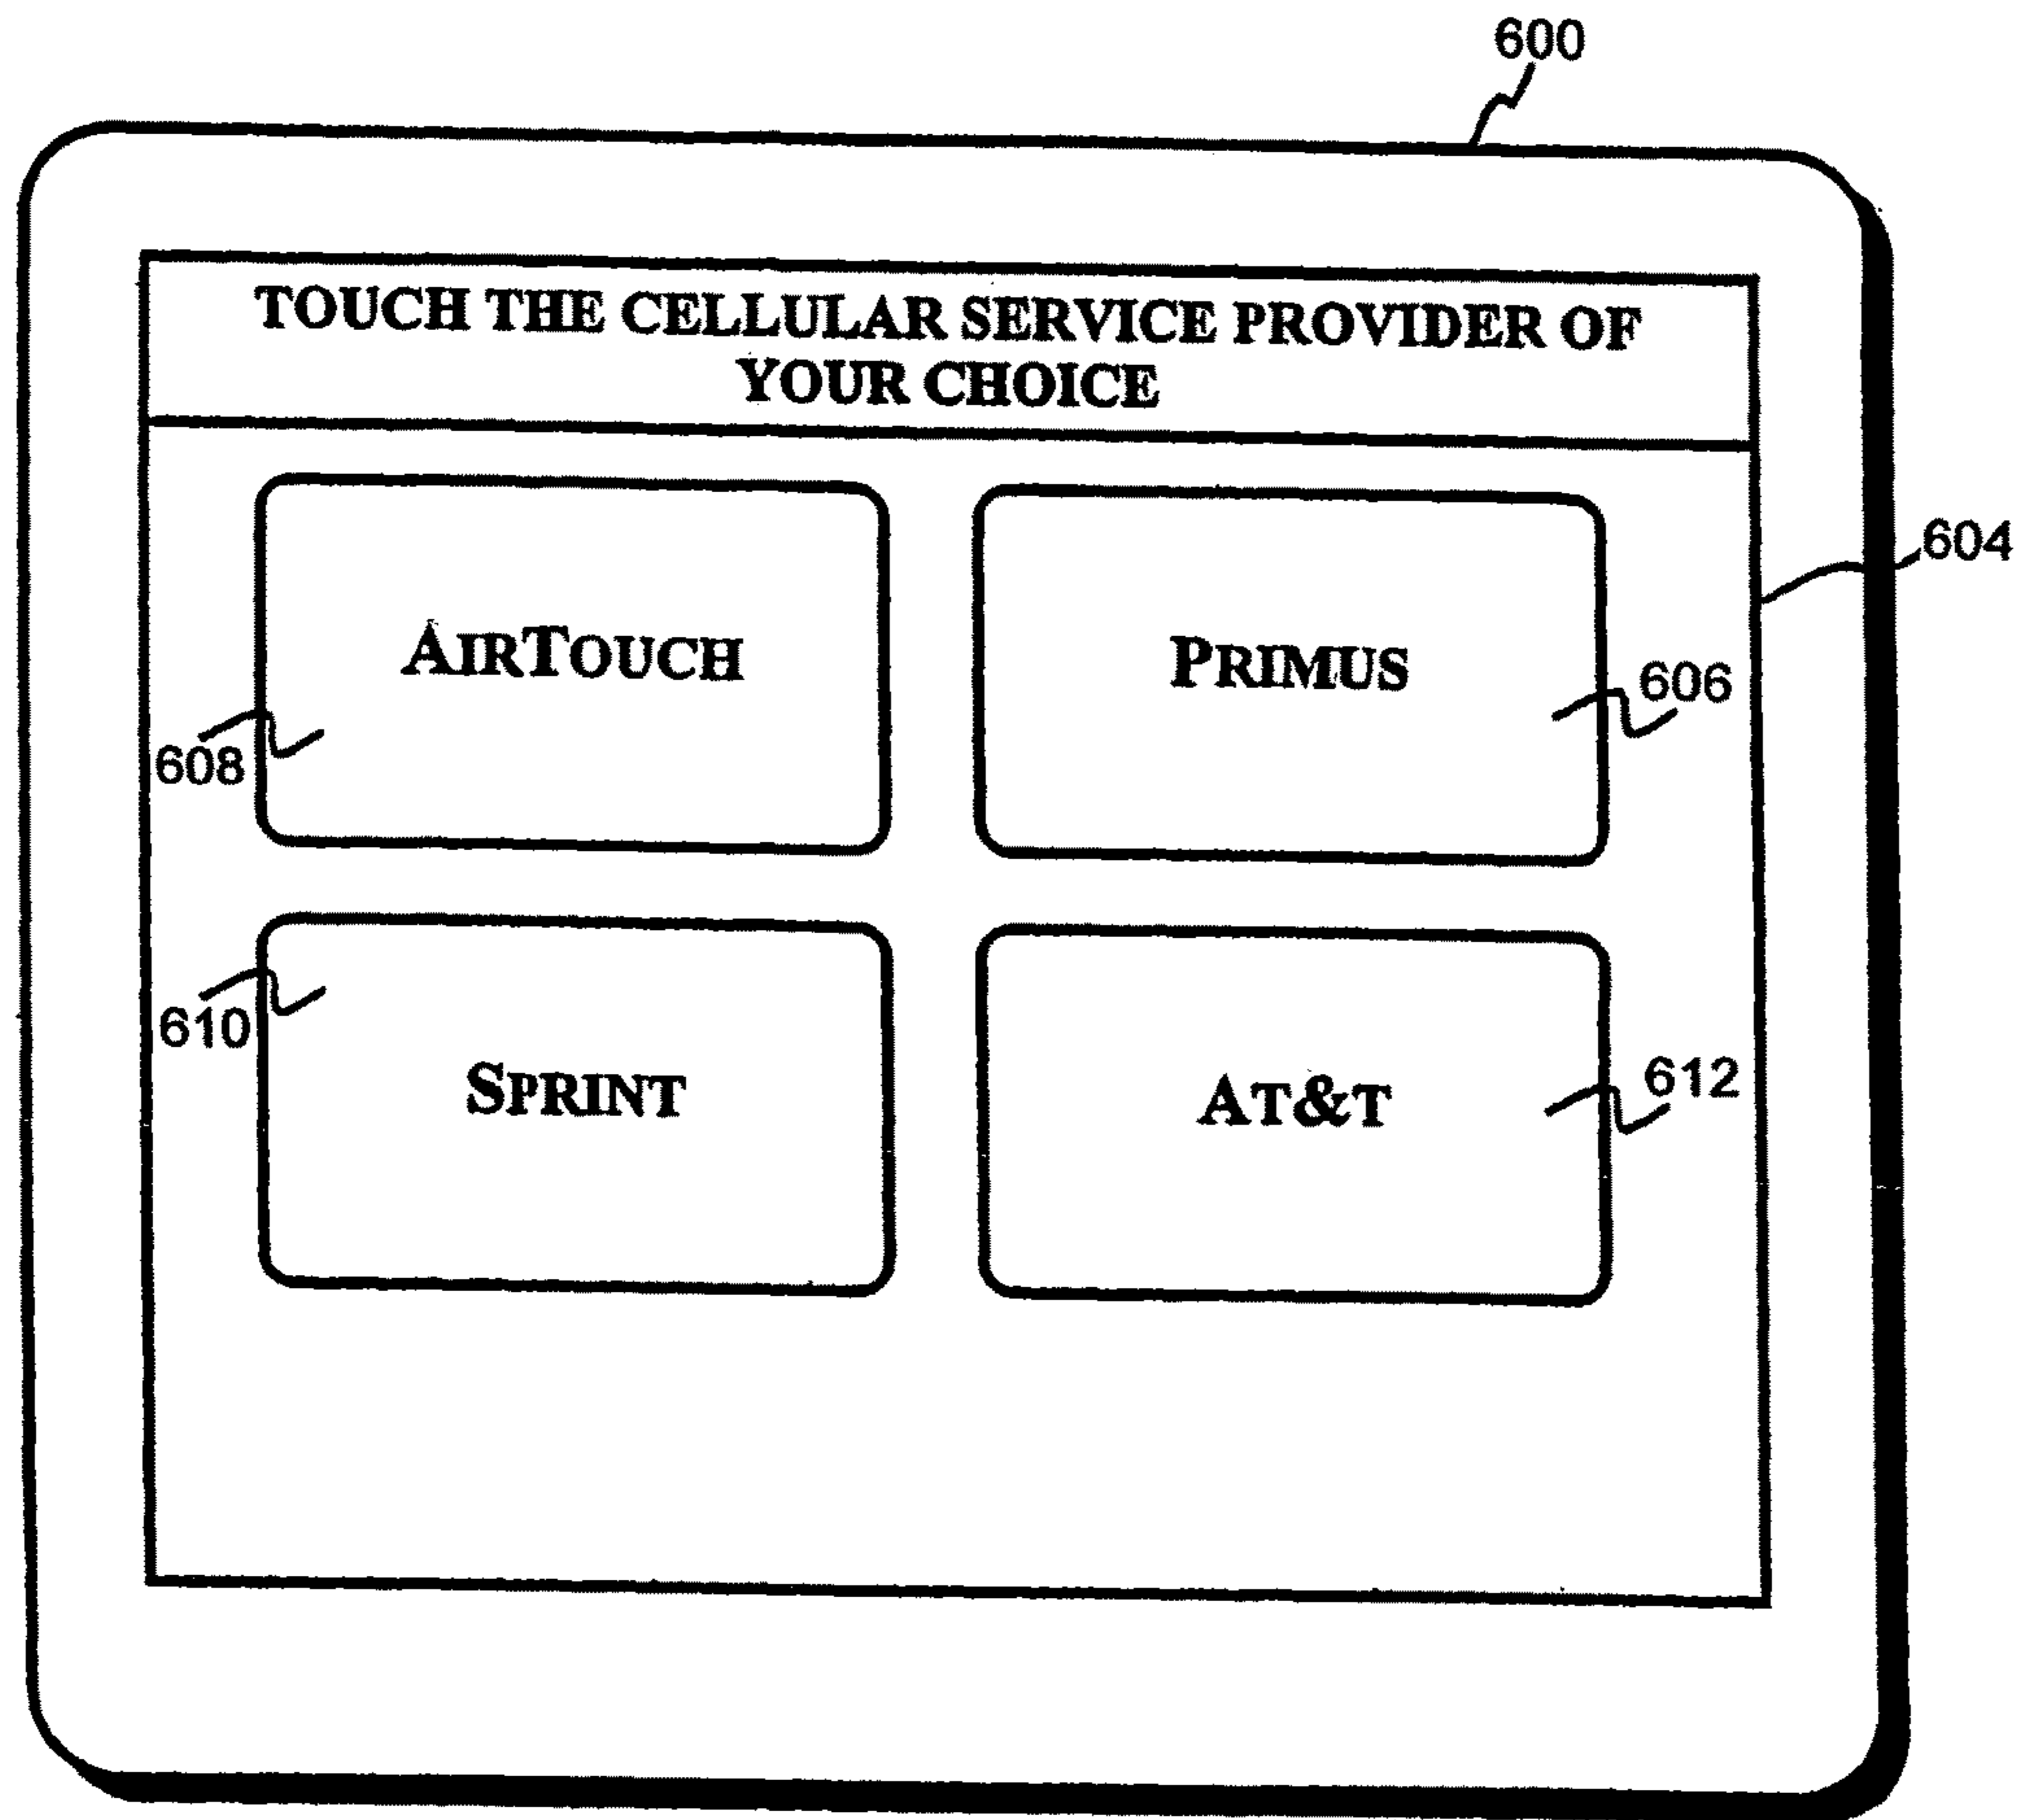 600
TOUCH THE CELLULAR SERVICE PROVIDER OF
YOUR CHOICE
604
AIRTOUCH
PRIMUS
606
608
610
SPRINT
AT&T
612